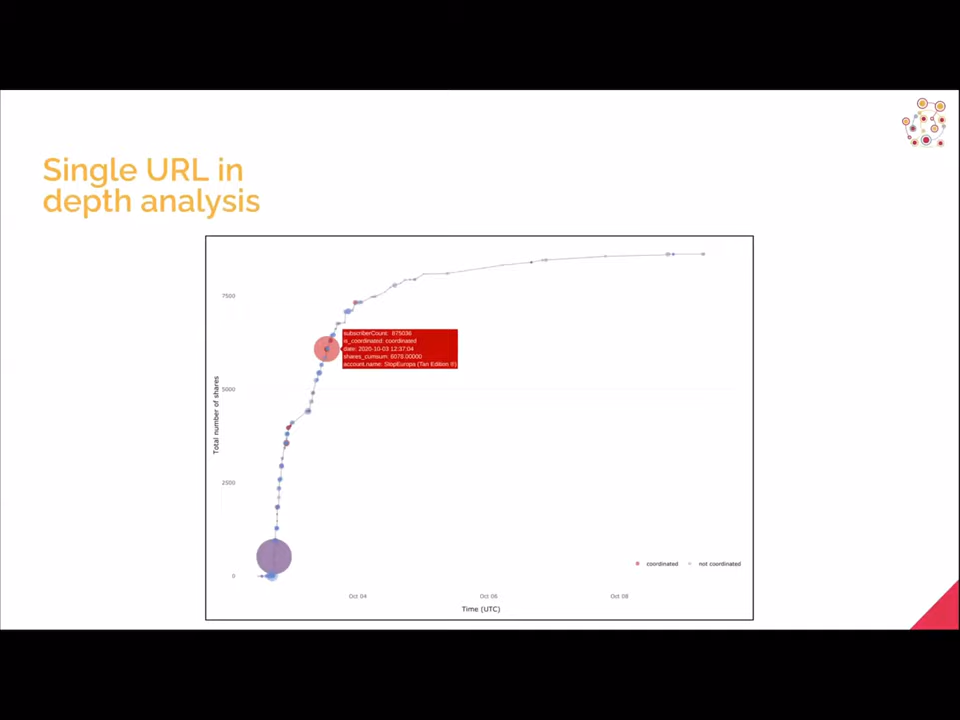 Single URL in
depth analysis
7500
5000
2500
0
Total number of shares
subscriberCount: 875036
is_coordinated: coordinated
date: 2020-10-03 12:37:04
shares_cumsum: 6078.00000
account.name: StopEuropa (Tan Edition ®)
coordinated
not coordinated
Oct 04
Oct 06
Oct 08
Time (UTC)